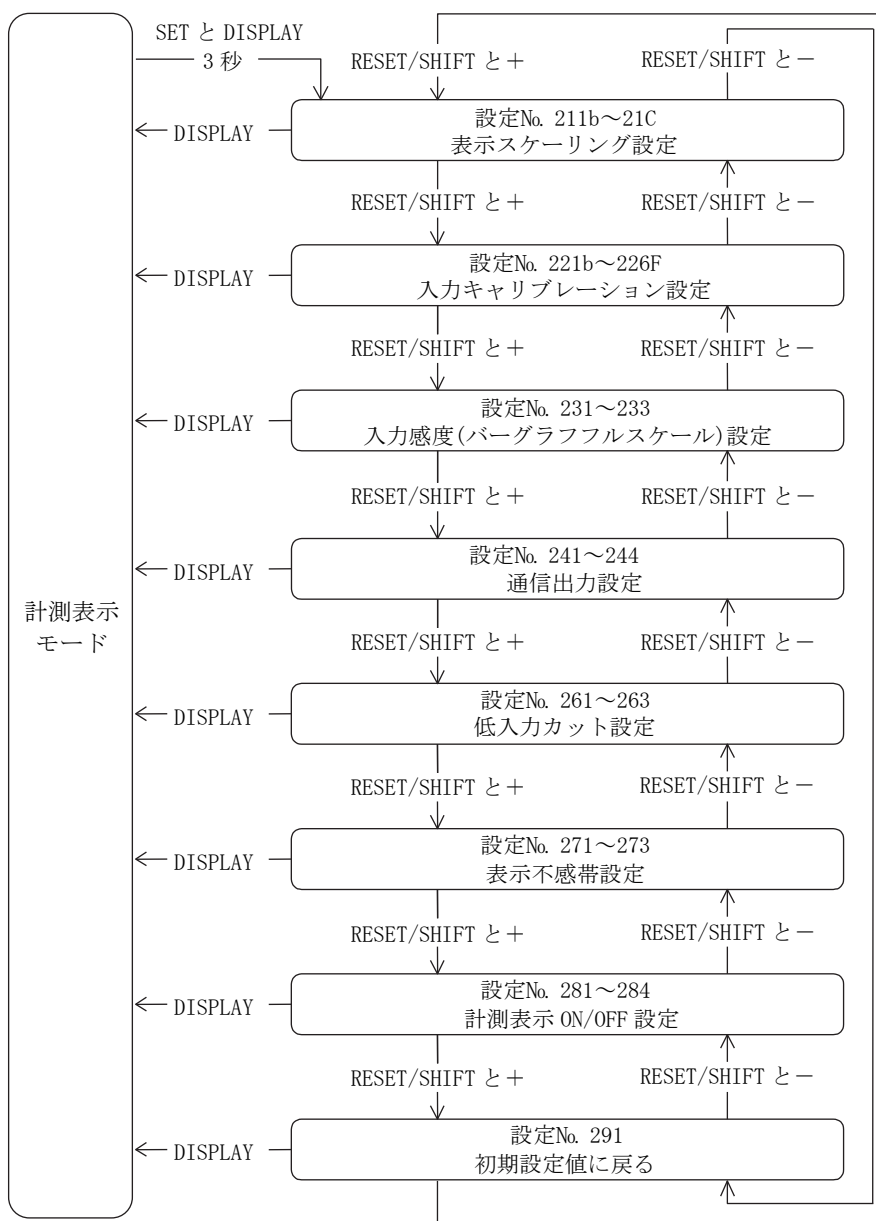 SET と DISPLAY
3秒
RESET/SHIFT と＋
RESET/SHIFT と－
設定№ 211b～21C
表示スケーリング設定
DISPLAY
RESET/SHIFT と＋
RESET/SHIFT と－
設定№ 221b～226F
入力キャリブレーション設定
DISPLAY
RESET/SHIFT と＋
RESET/SHIFT と－
設定№ 231～233
入力感度(バーグラフフルスケール)設定
DISPLAY
RESET/SHIFT と＋
RESET/SHIFT と－
設定№ 241～244
通信出力設定
DISPLAY
計測表示
モード
RESET/SHIFT と＋
RESET/SHIFT と－
設定№ 261～263
低入力カット設定
DISPLAY
RESET/SHIFT と＋
RESET/SHIFT と－
設定№ 271～273
表示不感帯設定
DISPLAY
RESET/SHIFT と＋
RESET/SHIFT と－
設定№ 281～284
計測表示 ON/OFF 設定
DISPLAY
RESET/SHIFT と＋
RESET/SHIFT と－
設定№ 291
初期設定値に戻る
DISPLAY